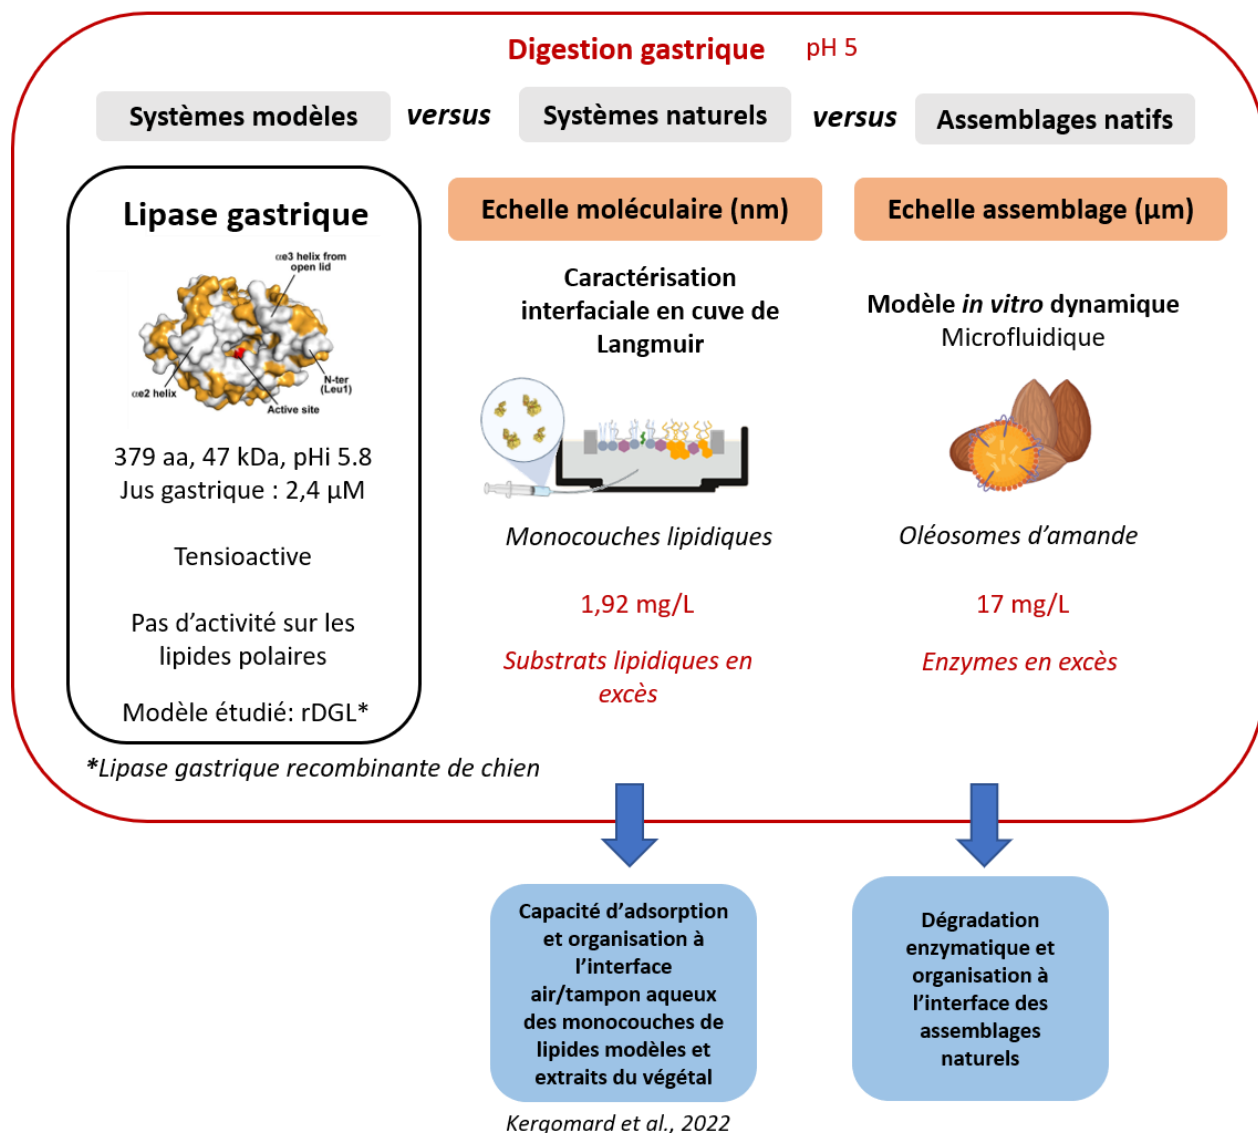 Digestion gastrique pH 5
Systèmes modèles versus Systèmes naturels versus Assemblages natifs
Lipase gastrique
αe3 helix from
open lid
αe2 helix
N-ter
(Leu1)
Active site
379 aa, 47 kDa, pHi 5.8
Jus gastrique : 2,4 µM
Tensioactive
Pas d’activité sur les
lipides polaires
Modèle étudié: rDGL*
*Lipase gastrique recombinante de chien
Echelle moléculaire (nm)
Caractérisation
interfaciale en cuve de
Langmuir
Monocouches lipidiques
1,92 mg/L
Substrats lipidiques en
excès
Echelle assemblage (µm)
Modèle in vitro dynamique
Microfluidique
Oléosomes d’amande
17 mg/L
Enzymes en excès
Capacité d’adsorption
et organisation à
l’interface
air/tampon aqueux
des monocouches de
lipides modèles et
extraits du végétal
Kergomard et al., 2022
Dégradation
enzymatique et
organisation à
l’interface des
assemblages
naturels